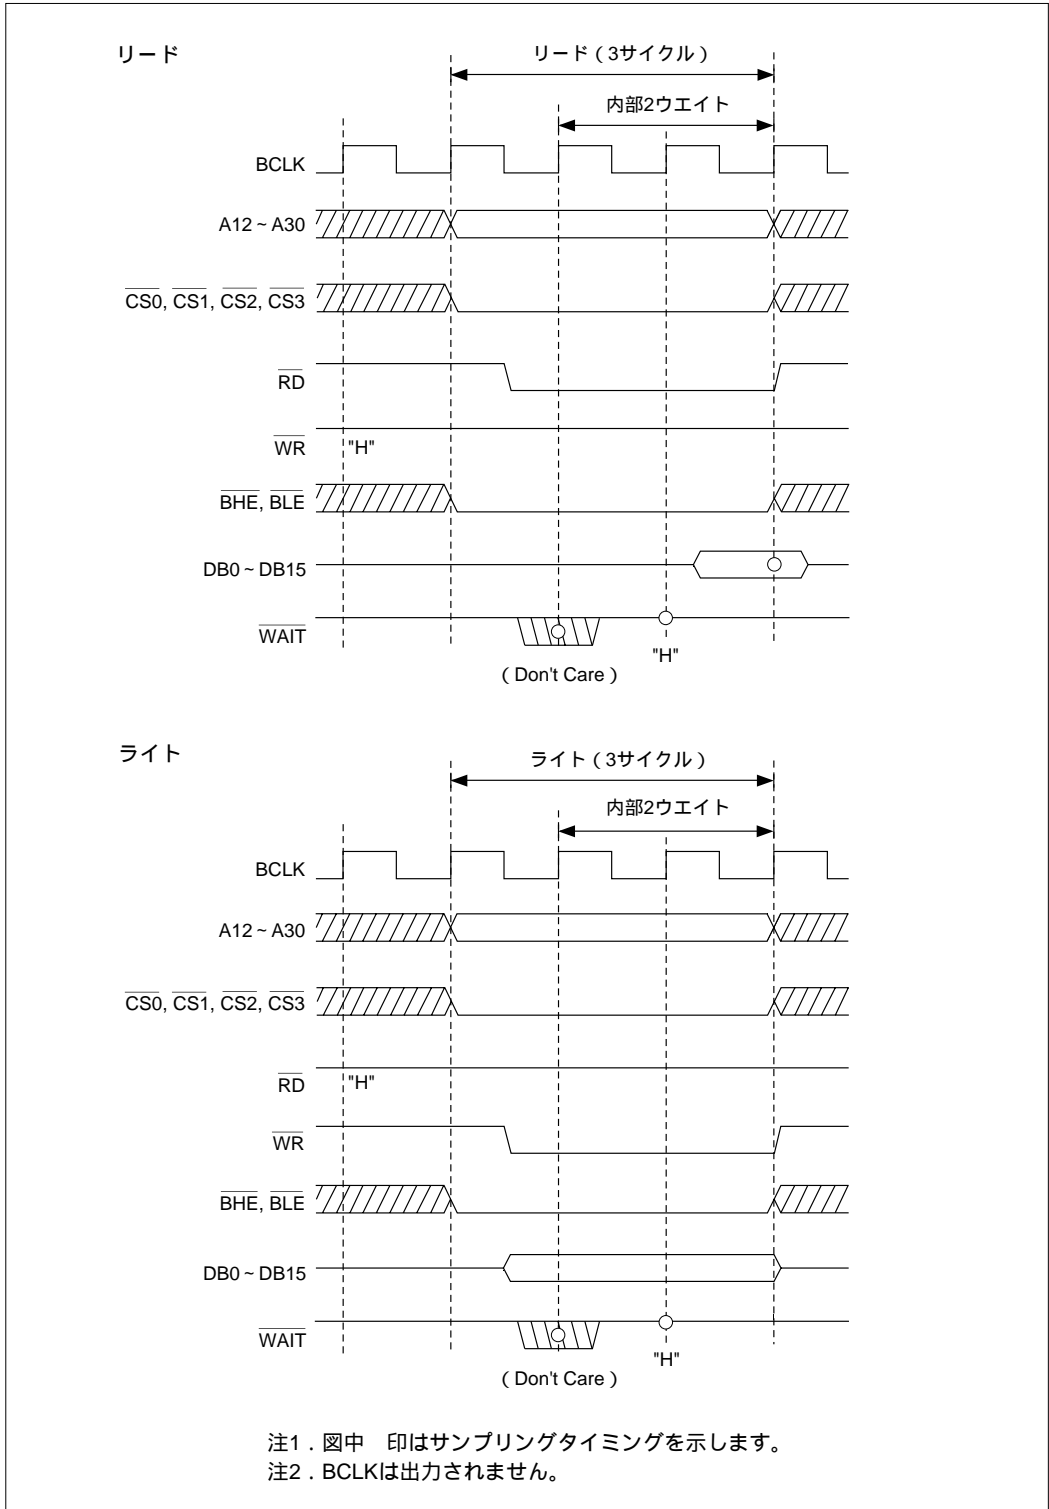 リード
リード（3サイクル）
内部2ウエイト
BCLK
A12～A30
CS0, CS1, CS2, CS3
RD
WR "H"
BHE, BLE
DB0～DB15
WAIT
"H"
（Don't Care）
ライト
ライト（3サイクル）
内部2ウエイト
BCLK
A12～A30
CS0, CS1, CS2, CS3
RD "H"
WR
BHE, BLE
DB0～DB15
WAIT
"H"
（Don't Care）
注1．図中　印はサンプリングタイミングを示します。
注2．BCLKは出力されません。